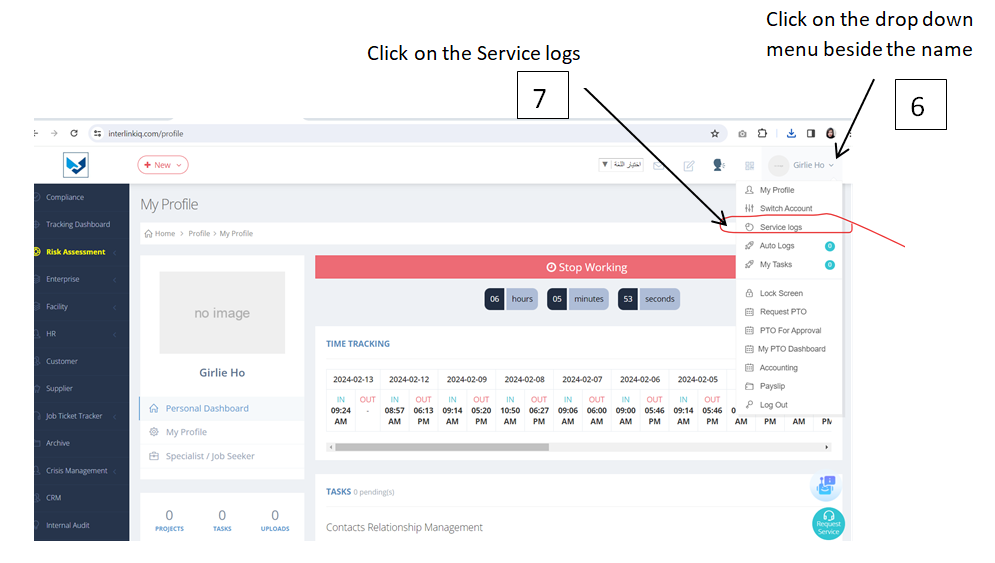 Click on the drop down
menu beside the name
Click on the Service logs
7
6
interlinkiq.com/profile
+ New
اختيار اللغة ▼
Girlie Ho
Compliance
Tracking Dashboard
Risk Assessment
Enterprise
Facility
HR
Customer
Supplier
Job Ticket Tracker
Archive
Crisis Management
CRM
Internal Audit
My Profile
Home > Profile > My Profile
no image
Girlie Ho
Personal Dashboard
My Profile
Specialist / Job Seeker
0 0 0
PROJECTS TASKS UPLOADS
Stop Working
06 hours 05 minutes 53 seconds
TIME TRACKING
2024-02-13 2024-02-12 2024-02-09 2024-02-08 2024-02-07 2024-02-06 2024-02-05
IN OUT IN OUT IN OUT IN OUT IN OUT IN OUT IN OUT
09:24 - 08:57 06:13 09:14 05:20 10:50 06:27 09:06 06:00 09:00 05:46 09:14 05:46
AM AM PM AM PM AM PM AM PM AM PM AM PM AM PM AM
TASKS 0 pending(s)
Contacts Relationship Management
My Profile
Switch Account
Service logs
Auto Logs 0
My Tasks 0
Lock Screen
Request PTO
PTO For Approval
My PTO Dashboard
Accounting
Payslip
Log Out
Request
Service